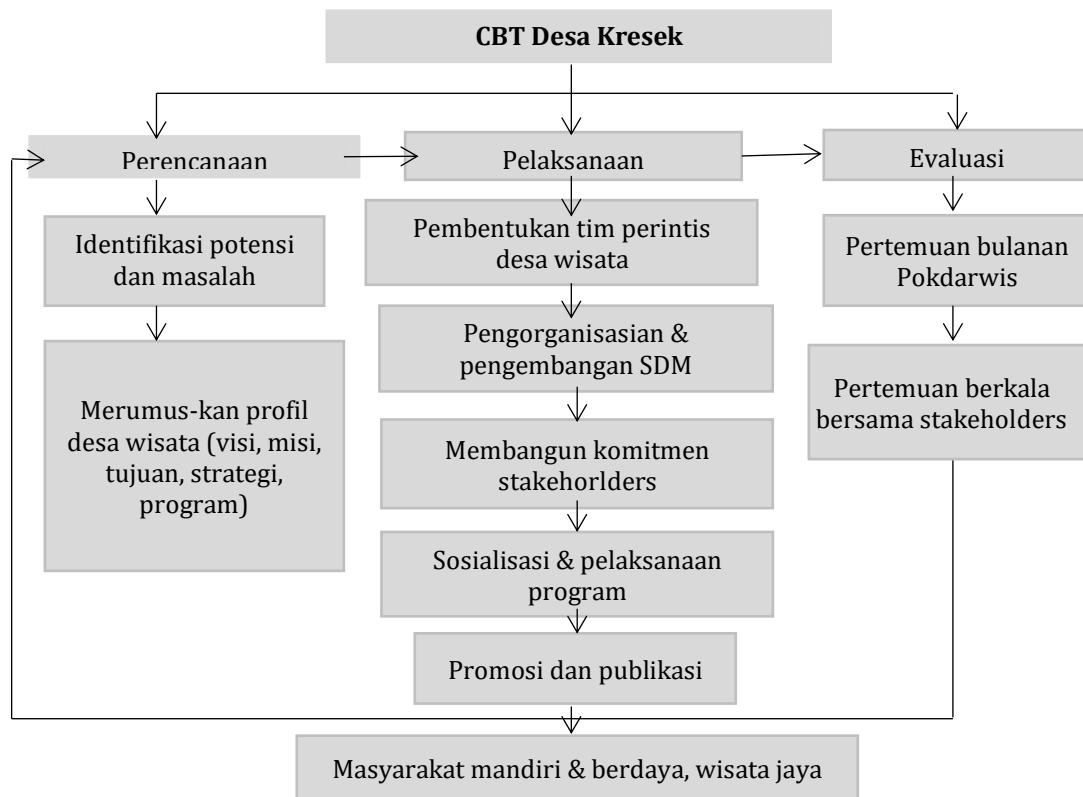 CBT Desa Kresek
Perencanaan
Pelaksanaan
Evaluasi
Identifikasi potensi
dan masalah
Merumus-kan profil
desa wisata (visi, misi,
tujuan, strategi,
program)
Pembentukan tim perintis
desa wisata
Pengorganisasian &
pengembangan SDM
Membangun komitmen
stakehorlders
Sosialisasi & pelaksanaan
program
Promosi dan publikasi
Pertemuan bulanan
Pokdarwis
Pertemuan berkala
bersama stakeholders
Masyarakat mandiri & berdaya, wisata jaya